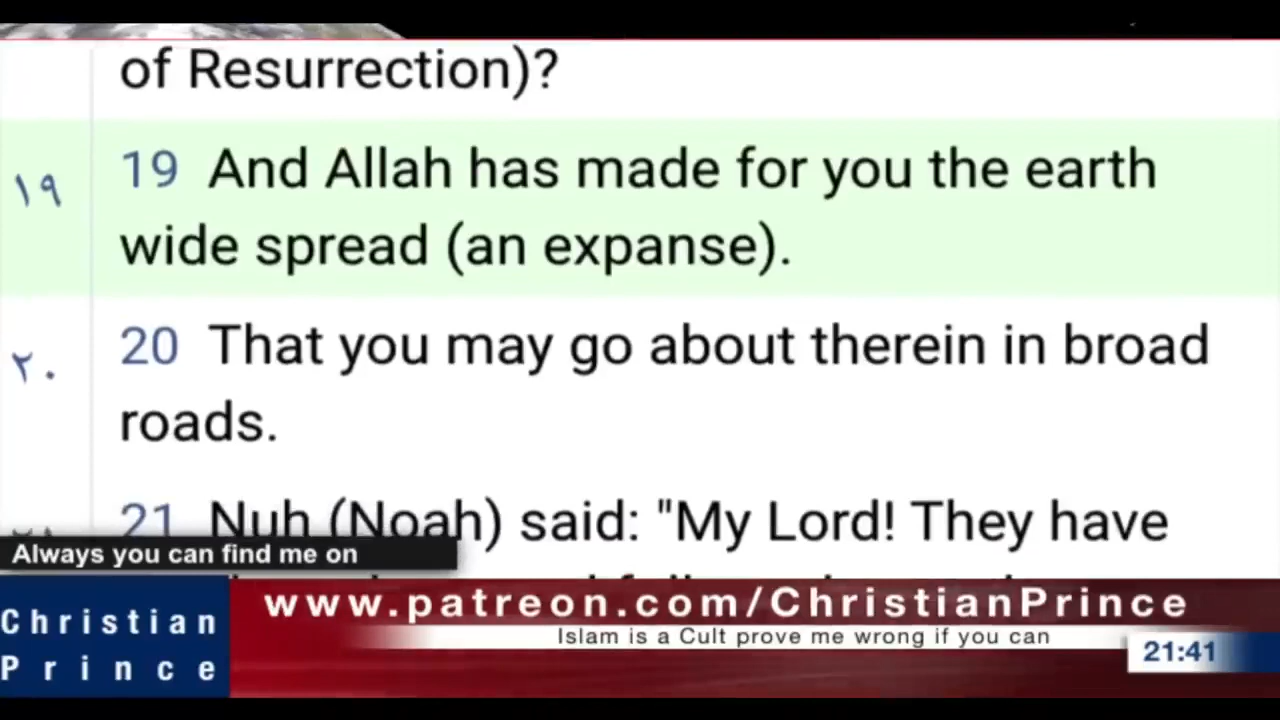 of Resurrection)?
١٩ 19 And Allah has made for you the earth
wide spread (an expanse).
٢٠ 20 That you may go about therein in broad
roads.
21 Nuh (Noah) said: "My Lord! They have
Always you can find me on
Christian
Prince
www.patreon.com/ChristianPrince
Islam is a Cult prove me wrong if you can
21:41